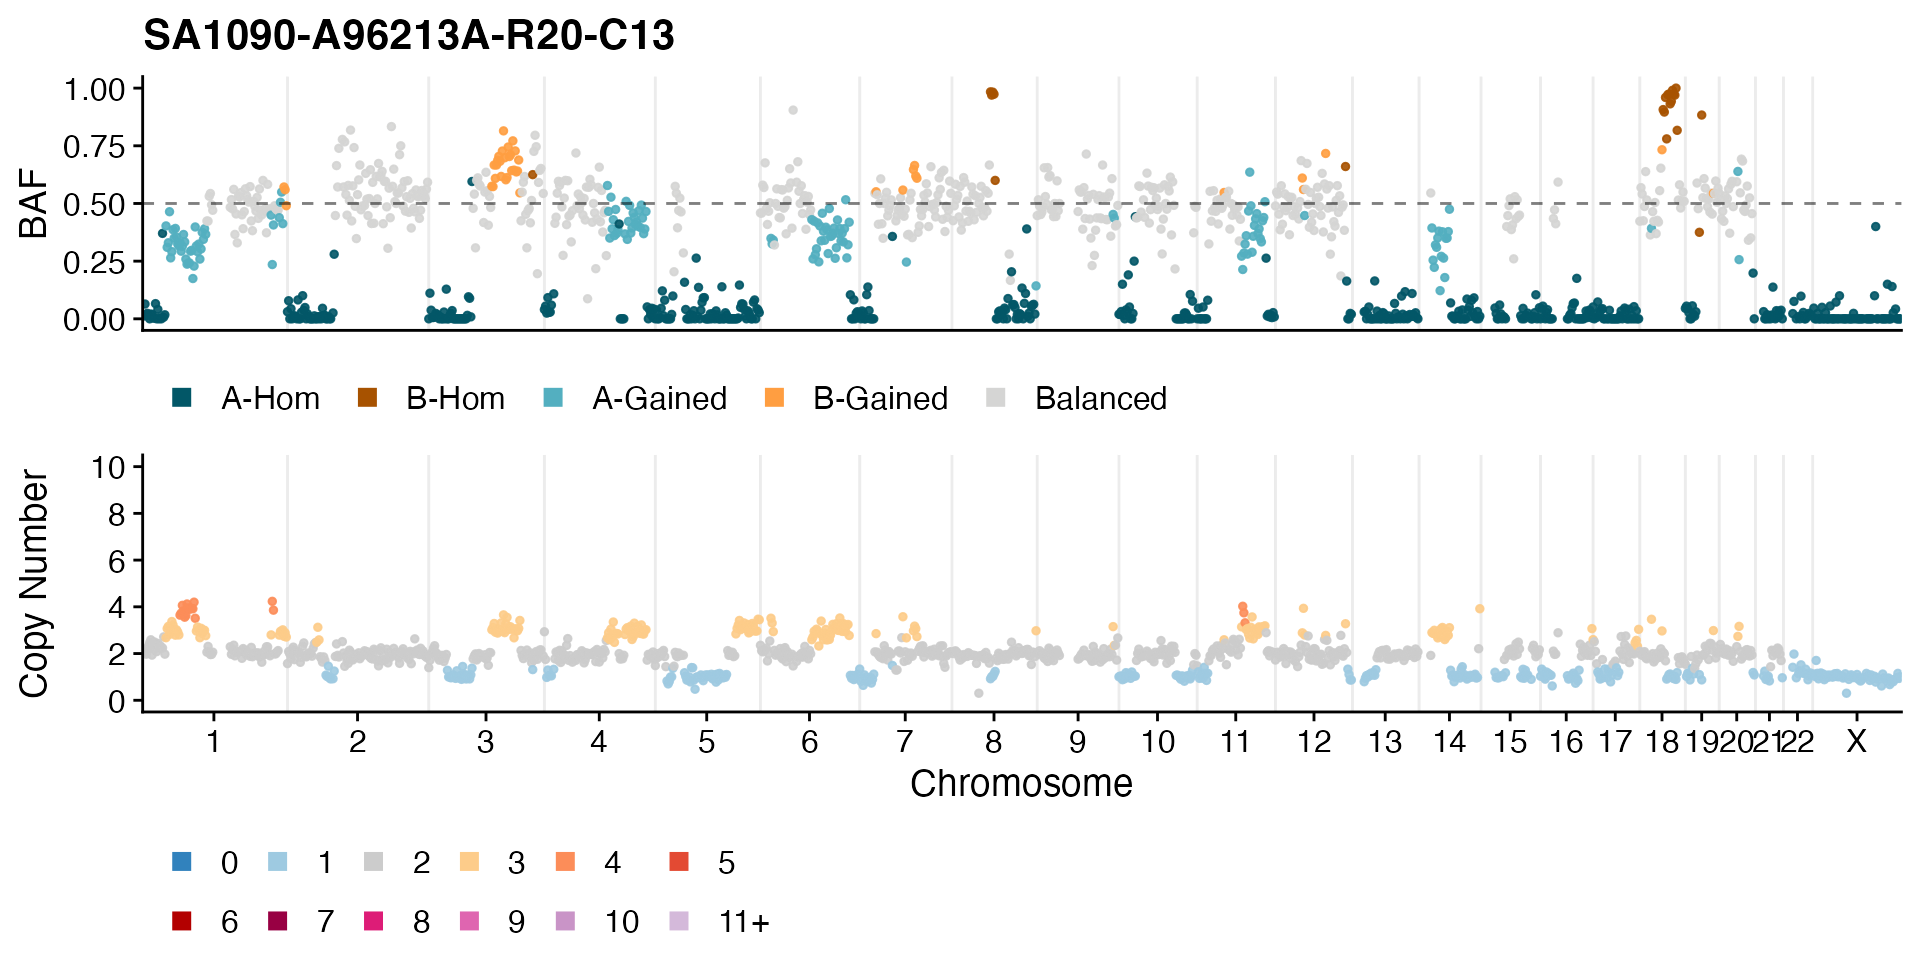 SA1090-A96213A-R20-C13
BAF
1.00
0.75
0.50
0.25
0.00
A-Hom B-Hom A-Gained B-Gained Balanced
Copy Number
10
8
6
4
2
0
1 2 3 4 5 6 7 8 9 10 11 12 13 14 15 16 17 18 19 20 21 22 X
Chromosome
0 1 2 3 4 5
6 7 8 9 10 11+